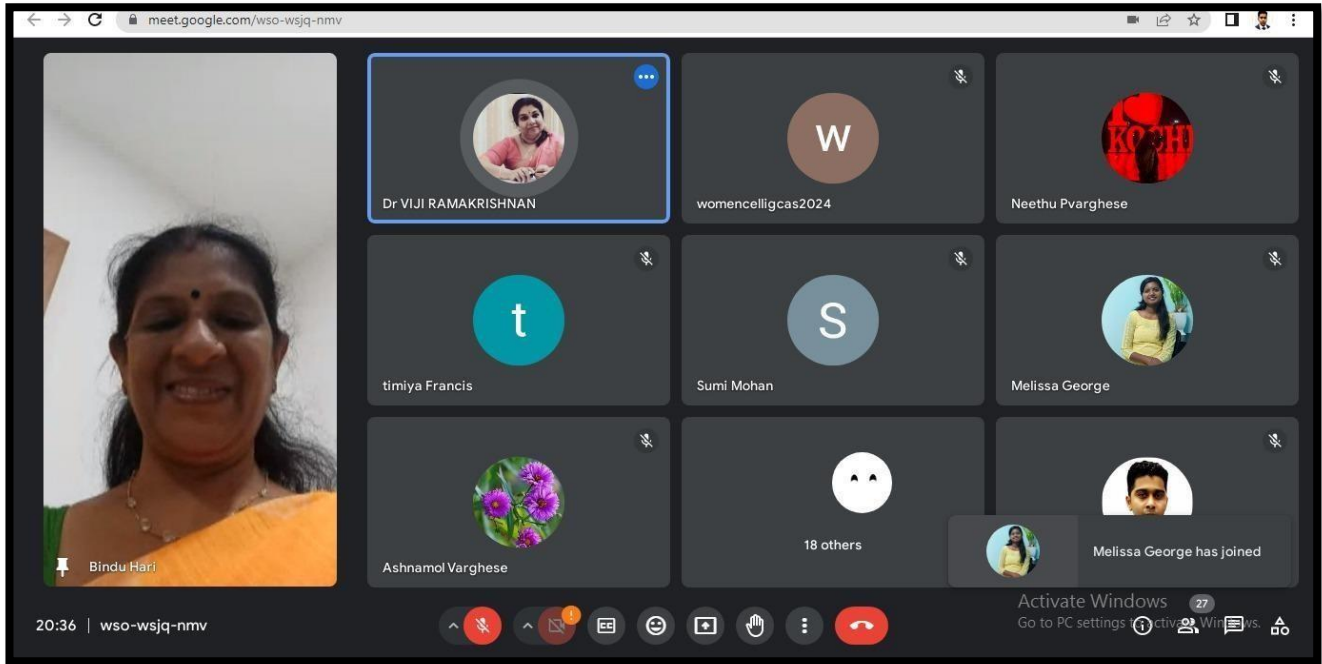 meet.google.com/wso-wsjq-nmv
Dr VIJI RAMAKRISHNAN
W
womencelligcas2024
I
KOCHI
Neethu Pvarghese
t
timiya Francis
S
Sumi Mohan
Melissa George
Bindu Hari
Ashnamol Varghese
18 others
Melissa George has joined
20:36 | wso-wsjq-nmv
CC
Activate Windows
27
Go to PC settings to activate Windows.